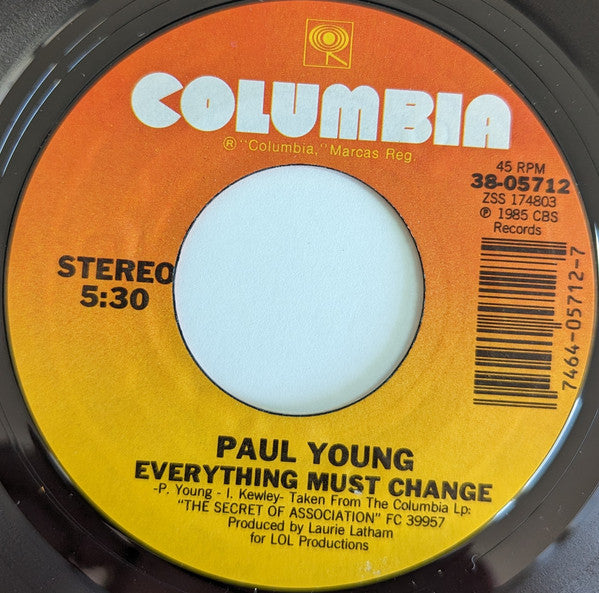 COLUMBIA
® "Columbia," Marcas Reg.
45 RPM
38-05712
ZSS 174803
℗ 1985 CBS
Records
STEREO
5:30
7464-05712-7
PAUL YOUNG
EVERYTHING MUST CHANGE
-P. Young - I. Kewley- Taken From The Columbia Lp:
"THE SECRET OF ASSOCIATION" FC 39957
Produced by Laurie Latham
for LOL Productions